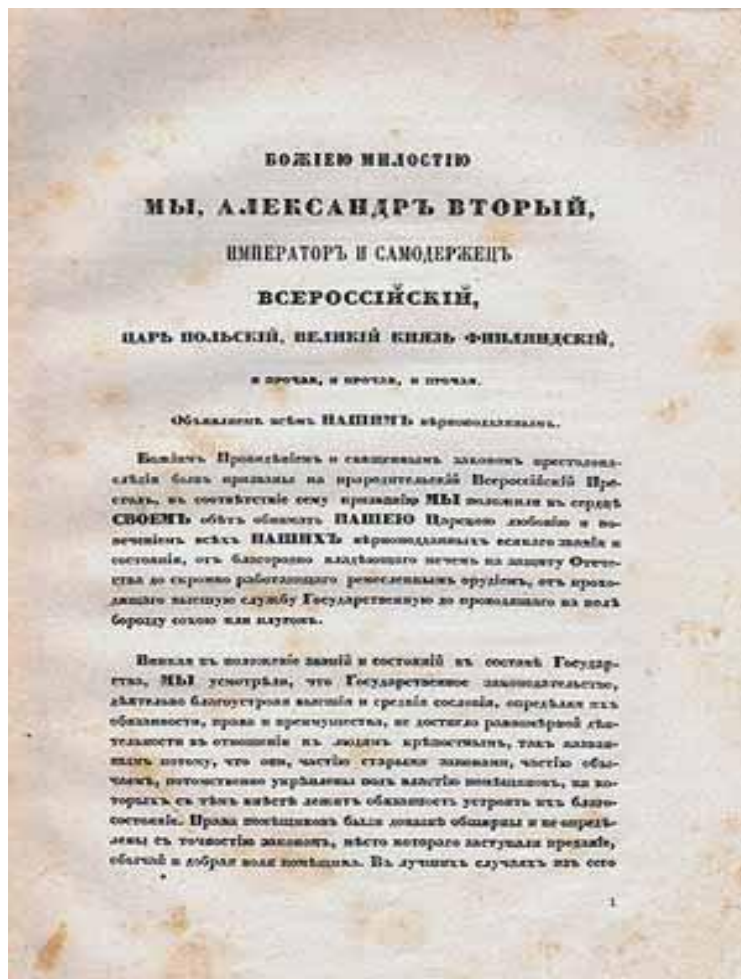 БОЖІЕЮ МИЛОСТІЮ
МЫ, АЛЕКСАНДРЪ ВТОРЫЙ,
ИМПЕРАТОРЪ И САМОДЕРЖЕЦЪ
ВСЕРОССІЙСКІЙ,
ЦАРЬ ПОЛЬСКІЙ, ВЕЛИКІЙ КНЯЗЬ ФИНЛЯНДСКІЙ,
и прочая, и прочая, и прочая.
Объявляемъ всѣмъ НАШИМЪ вѣрноподданнымъ.
Божіимъ Провидѣніемъ и священнымъ закономъ престолона-
слѣдія бывъ призваны на прародительскій Всероссійскій Пре-
столъ, въ соотвѣтствіе сему призванію МЫ положили въ сердцѣ
СВОЕМЪ обѣтъ обнимать НАШЕЮ Царскою любовію и по-
печеніемъ всѣхъ НАШИХЪ вѣрноподданныхъ всякаго званія и
состоянія, отъ благородно владѣющаго мечемъ на защиту Отече-
ства до скромно работающаго ремесленнымъ орудіемъ, отъ прохо-
дящаго высшую службу Государственную до проводящаго на полѣ
борозду сохою или плугомъ.
Вникая въ положеніе званій и состояній въ составѣ Государ-
ства, МЫ усмотрѣли, что Государственное законодательство,
дѣятельно благоустрояя высшія и среднія сословія, опредѣляя ихъ
обязанности, права и преимущества, не достигло равномѣрной дѣя-
тельности въ отношеніи къ людямъ крѣпостнымъ, такъ назван-
нымъ потому, что они, частію старыми законами, частію обы-
чаемъ, потомственно укрѣплены подъ властію помѣщиковъ, на ко-
торыхъ съ тѣмъ вмѣстѣ лежитъ обязанность устроять ихъ благо-
состояніе. Права помѣщиковъ были донынѣ обширны и не опредѣ-
лены съ точностію закономъ, мѣсто котораго заступали преданіе,
обычай и добрая воля помѣщика. Въ лучшихъ случаяхъ изъ сего
1